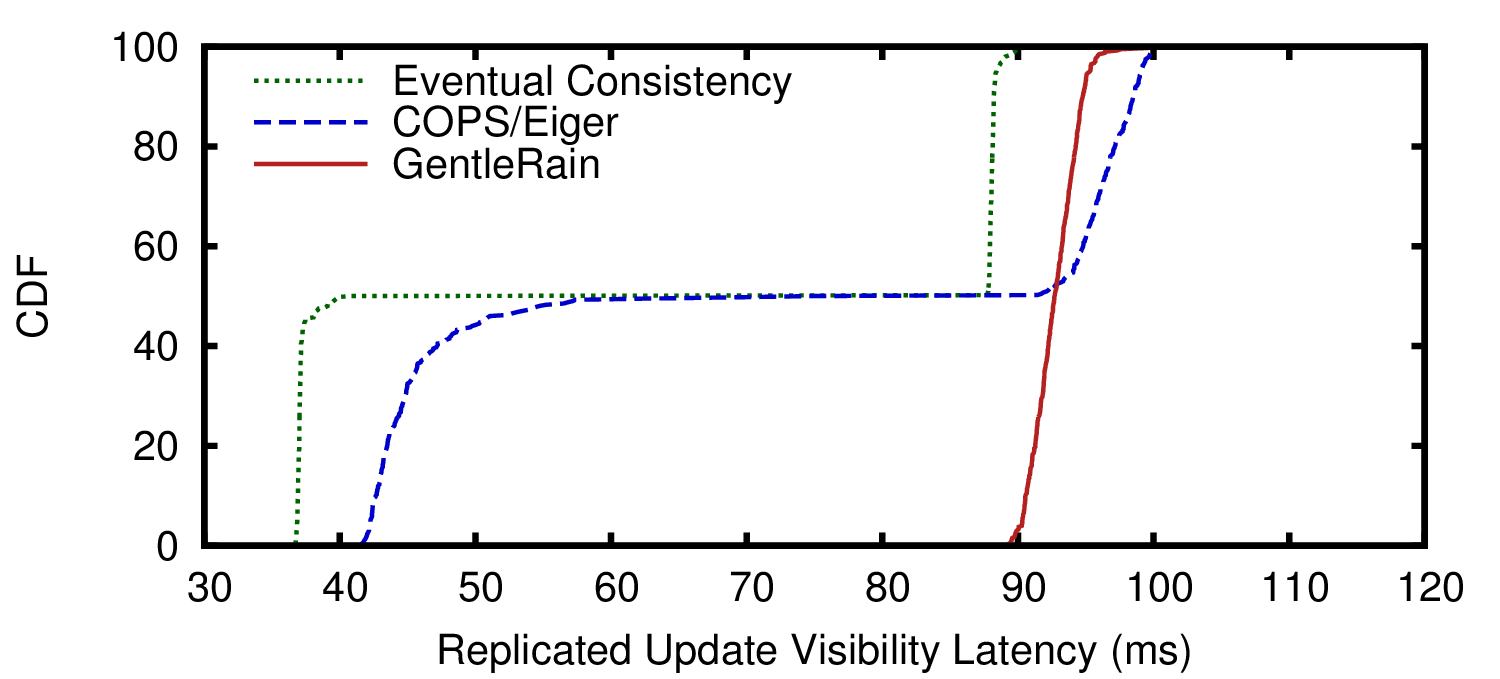 100
80
60
40
20
0
CDF
Eventual Consistency
COPS/Eiger
GentleRain
30 40 50 60 70 80 90 100 110 120
Replicated Update Visibility Latency (ms)